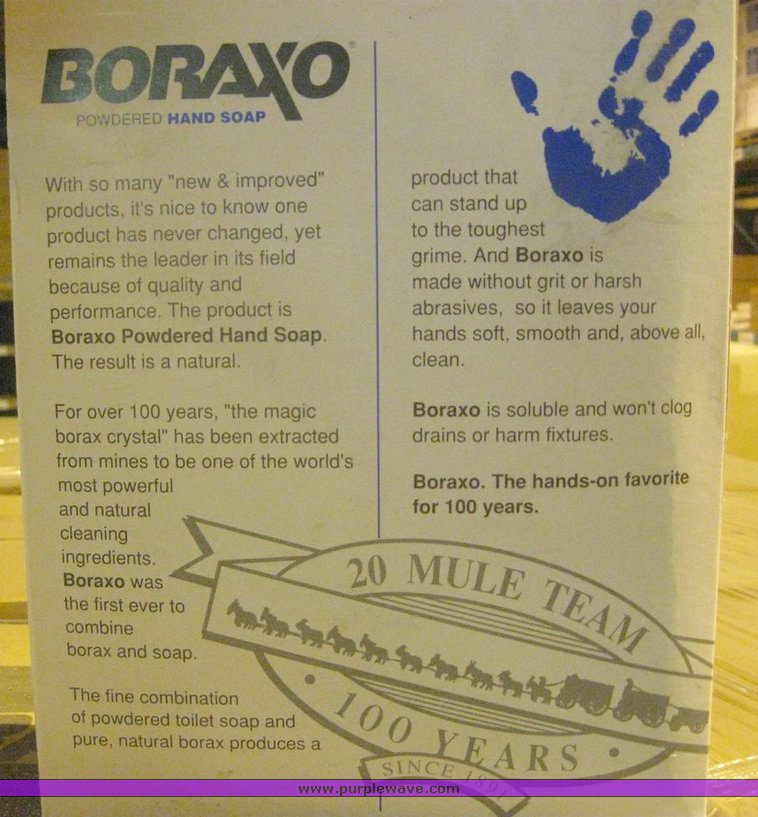 BORAXO®
POWDERED HAND SOAP
With so many "new & improved"
products, it's nice to know one
product has never changed, yet
remains the leader in its field
because of quality and
performance. The product is
Boraxo Powdered Hand Soap.
The result is a natural.
For over 100 years, "the magic
borax crystal" has been extracted
from mines to be one of the world's
most powerful
and natural
cleaning
ingredients.
Boraxo was
the first ever to
combine
borax and soap.
The fine combination
of powdered toilet soap and
pure, natural borax produces a
product that
can stand up
to the toughest
grime. And Boraxo is
made without grit or harsh
abrasives, so it leaves your
hands soft, smooth and, above all,
clean.
Boraxo is soluble and won't clog
drains or harm fixtures.
Boraxo. The hands-on favorite
for 100 years.
20 MULE TEAM
• 100 YEARS •
SINCE 1891
www.purplewave.com